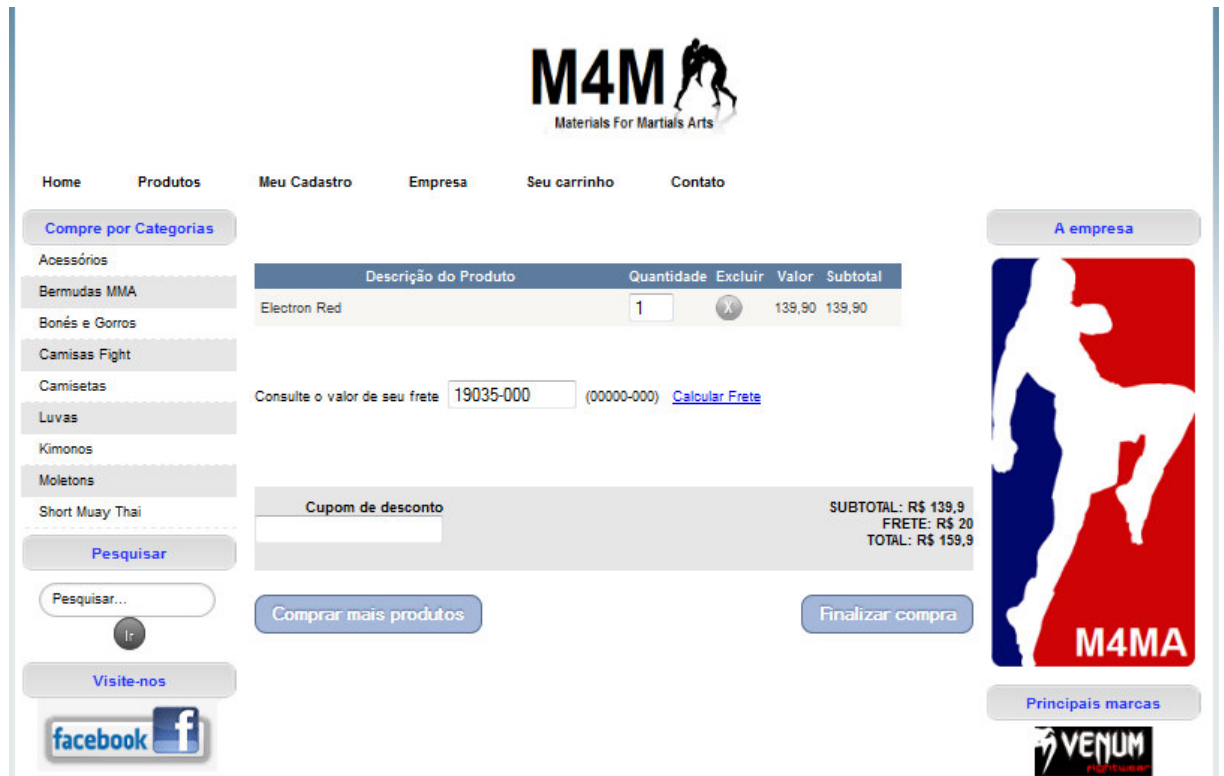 M4M
Materials For Martials Arts
Home Produtos Meu Cadastro Empresa Seu carrinho Contato
Compre por Categorias
Acessórios
Bermudas MMA
Bonés e Gorros
Camisas Fight
Camisetas
Luvas
Kimonos
Moletons
Short Muay Thai
Pesquisar
Pesquisar...
Ir
Visite-nos
facebook f
Descrição do Produto Quantidade Excluir Valor Subtotal
Electron Red 1 X 139,90 139,90
Consulte o valor de seu frete 19035-000 (00000-000) Calcular Frete
Cupom de desconto
SUBTOTAL: R$ 139,9
FRETE: R$ 20
TOTAL: R$ 159,9
Comprar mais produtos Finalizar compra
A empresa
M4MA
Principais marcas
VENUM
fightwear